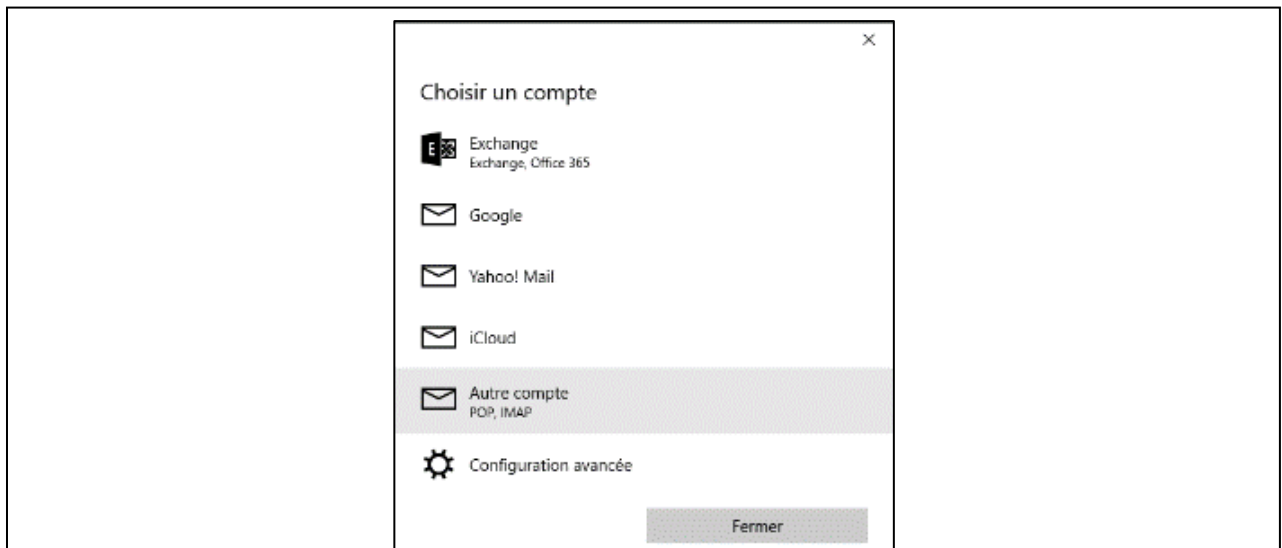 Choisir un compte
Exchange
Exchange, Office 365
Google
Yahoo! Mail
iCloud
Autre compte
POP, IMAP
Configuration avancée
Fermer